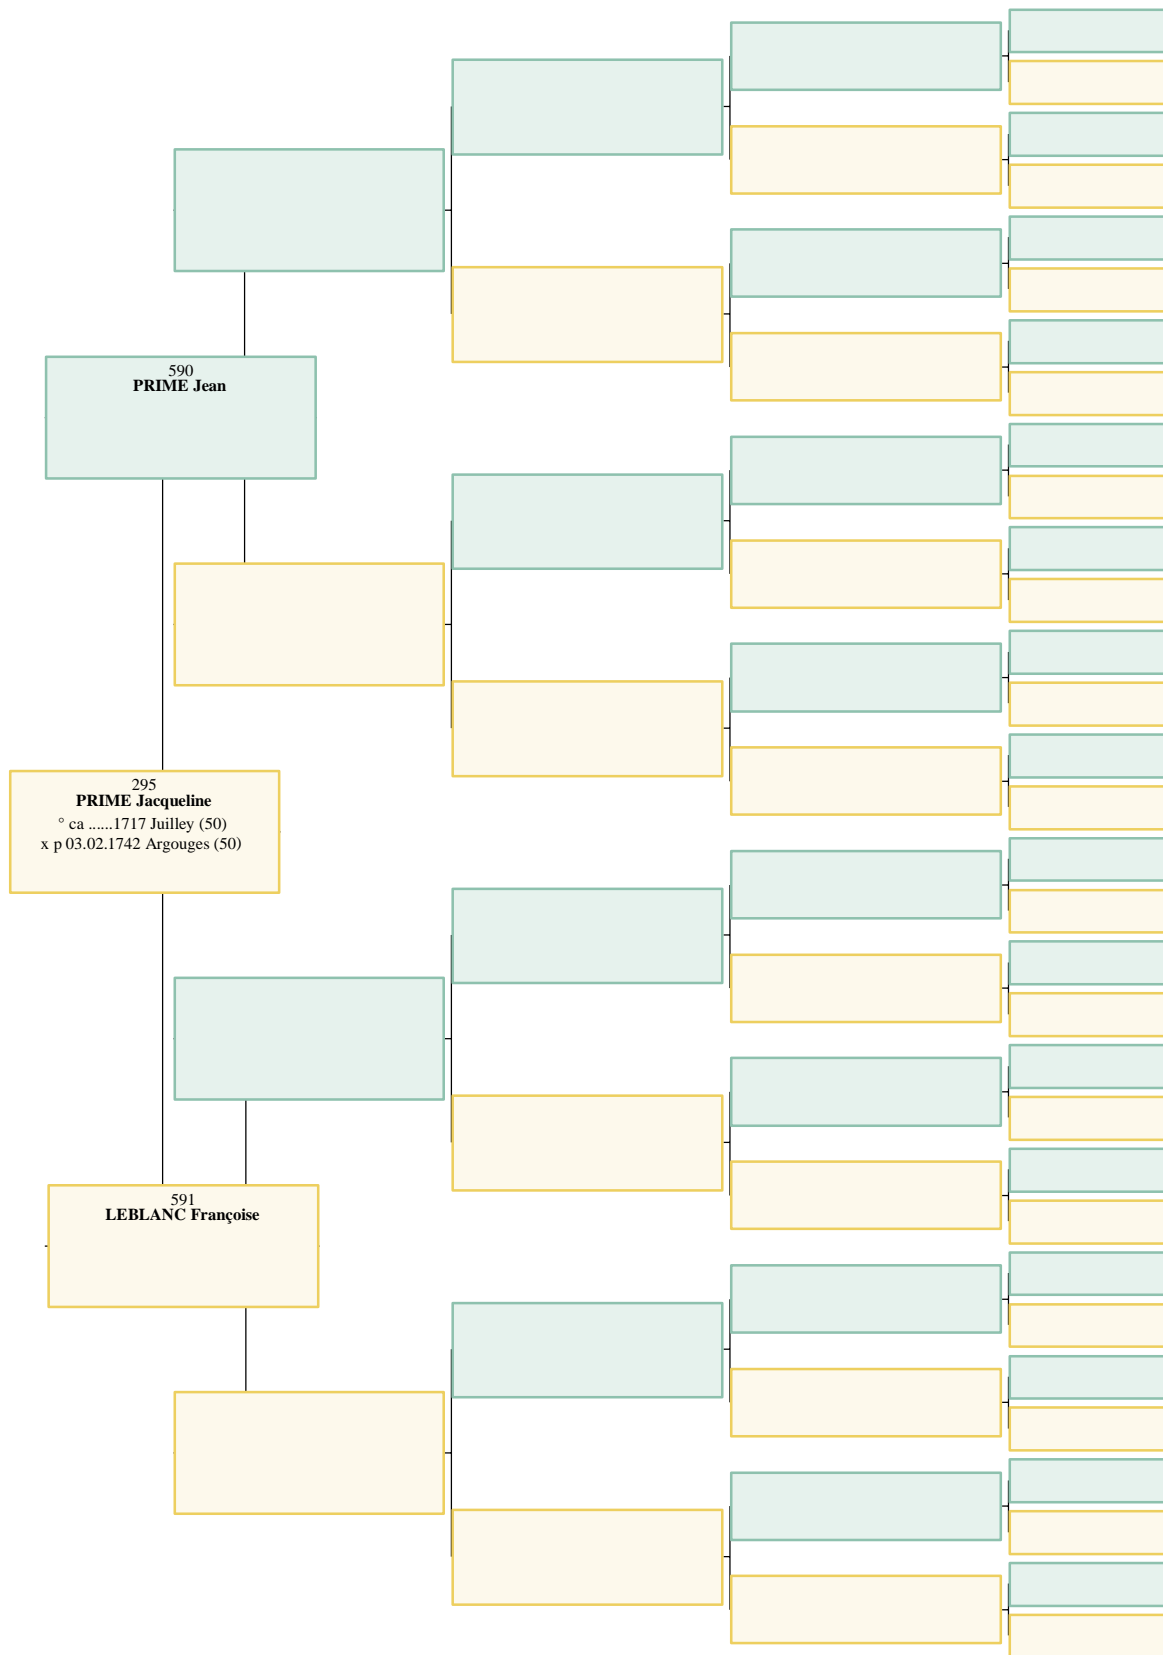 590
PRIME Jean
295
PRIME Jacqueline
° ca ......1717 Juilley (50)
x p 03.02.1742 Argouges (50)
591
LEBLANC Françoise